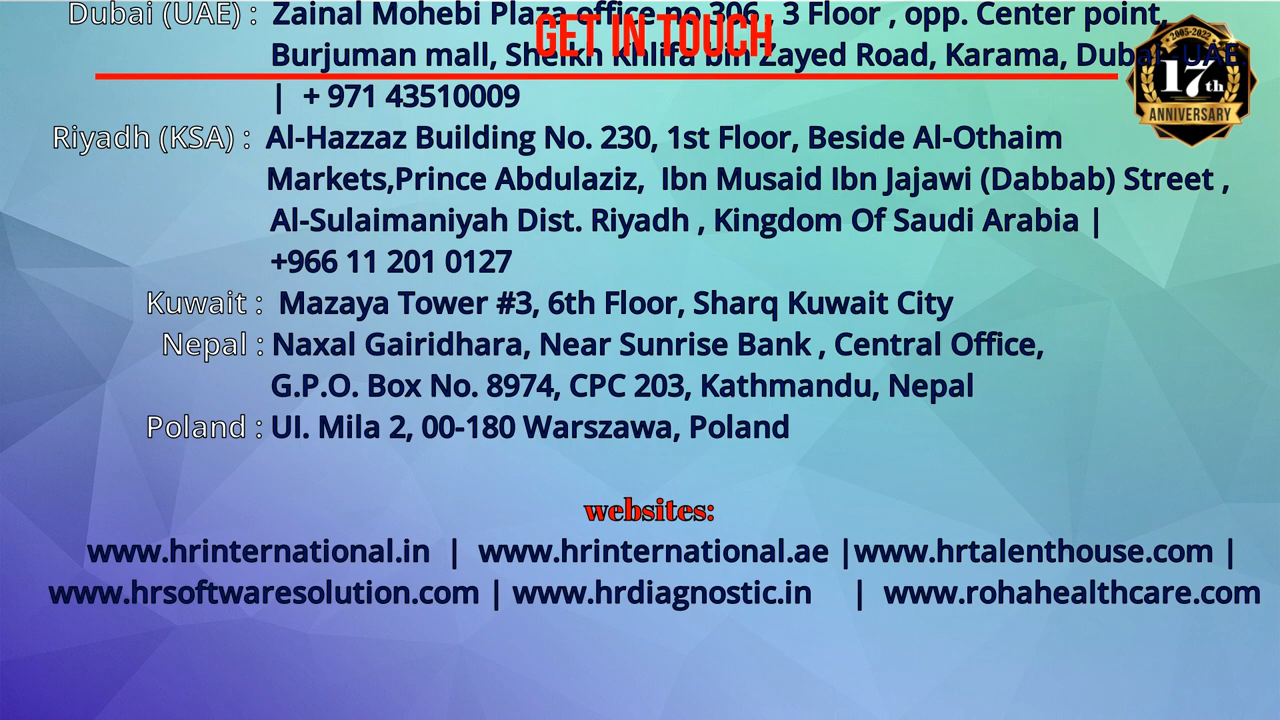 Dubai (UAE) : Zainal Mohebi Plaza office no 306 , 3 Floor , opp. Center point,
GET IN TOUCH
Burjuman mall, Sheikh Khlifa bin Zayed Road, Karama, Dubai- UAE
| + 971 43510009
2005-2022
17th
ANNIVERSARY
Riyadh (KSA) : Al-Hazzaz Building No. 230, 1st Floor, Beside Al-Othaim
Markets,Prince Abdulaziz, Ibn Musaid Ibn Jajawi (Dabbab) Street ,
Al-Sulaimaniyah Dist. Riyadh , Kingdom Of Saudi Arabia |
+966 11 201 0127
Kuwait : Mazaya Tower #3, 6th Floor, Sharq Kuwait City
Nepal : Naxal Gairidhara, Near Sunrise Bank , Central Office,
G.P.O. Box No. 8974, CPC 203, Kathmandu, Nepal
Poland : UI. Mila 2, 00-180 Warszawa, Poland
websites:
www.hrinternational.in | www.hrinternational.ae |www.hrtalenthouse.com |
www.hrsoftwaresolution.com | www.hrdiagnostic.in | www.rohahealthcare.com